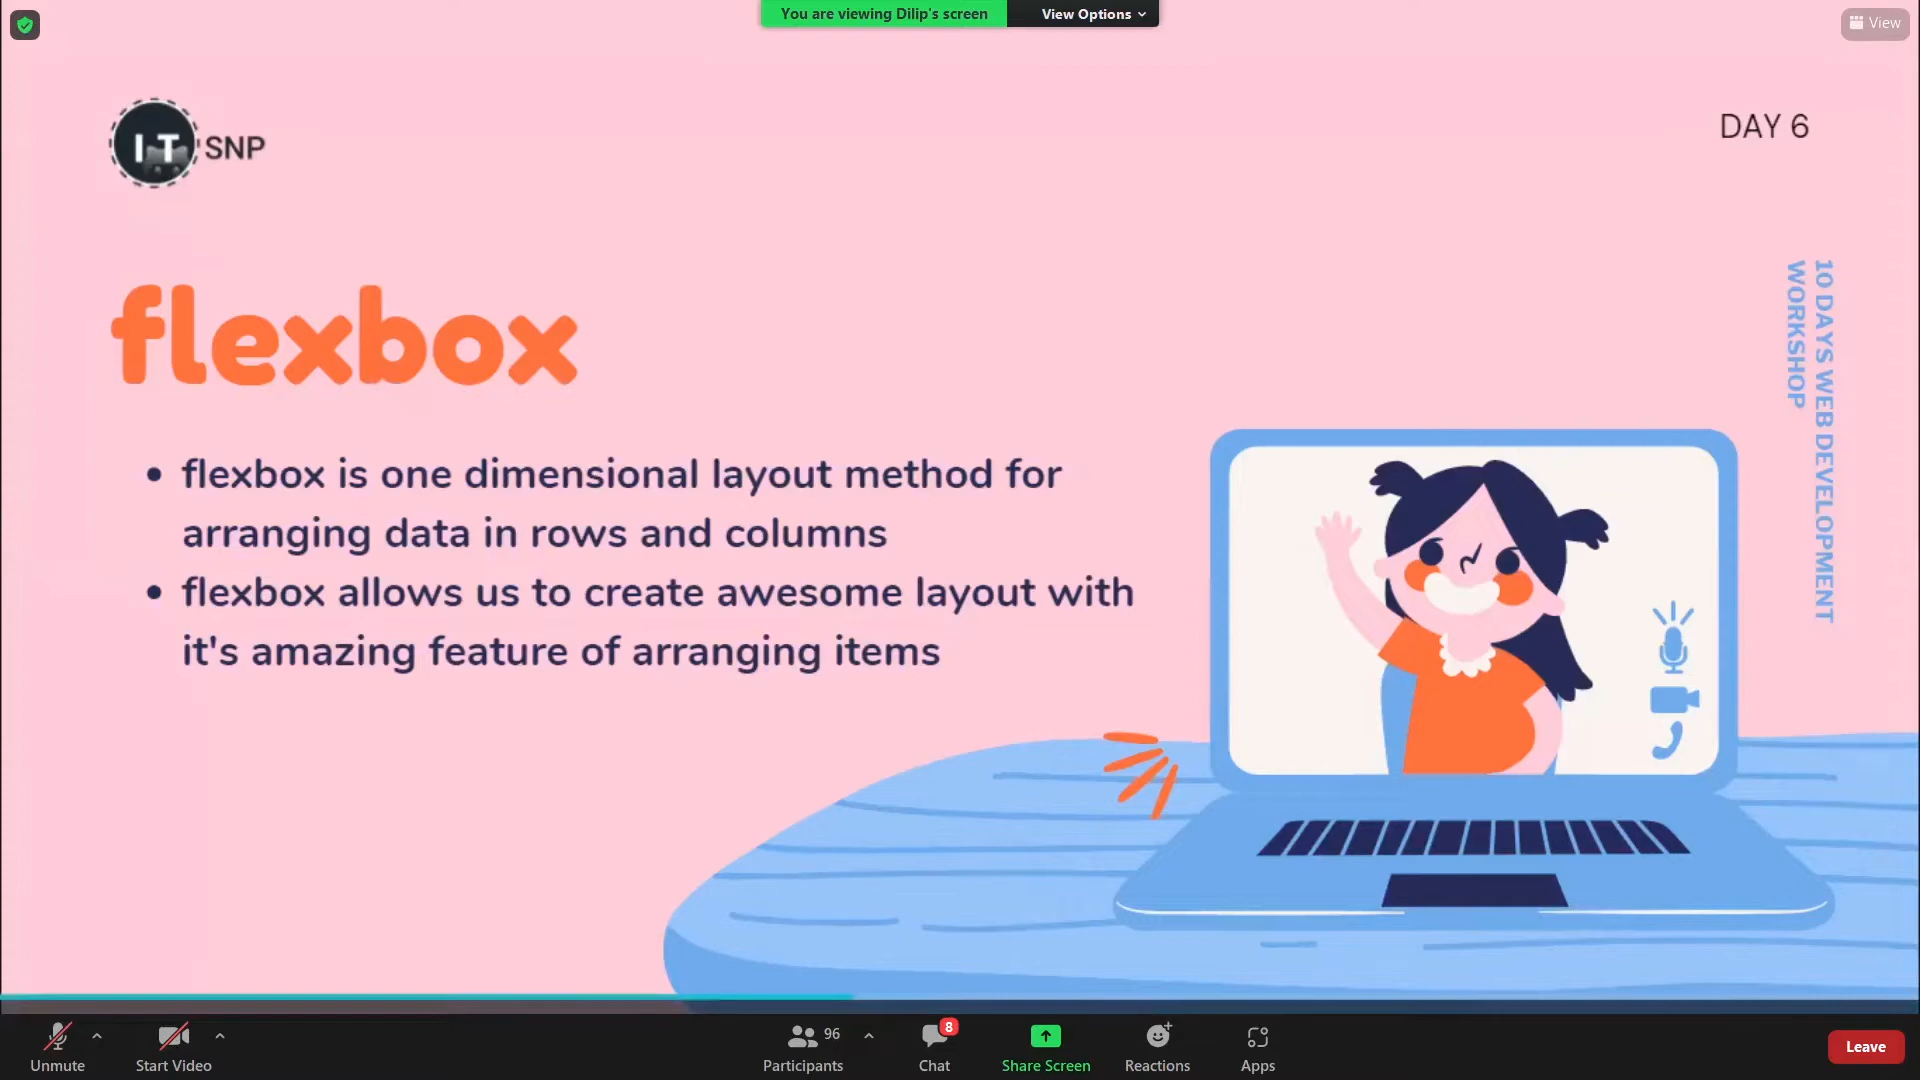 You are viewing Dilip's screen
View Options
View
I-T SNP
DAY 6
10 DAYS WEB DEVELOPMENT
WORKSHOP
flexbox
• flexbox is one dimensional layout method for
arranging data in rows and columns
• flexbox allows us to create awesome layout with
it's amazing feature of arranging items
Unmute
Start Video
96
Participants
8
Chat
Share Screen
Reactions
Apps
Leave